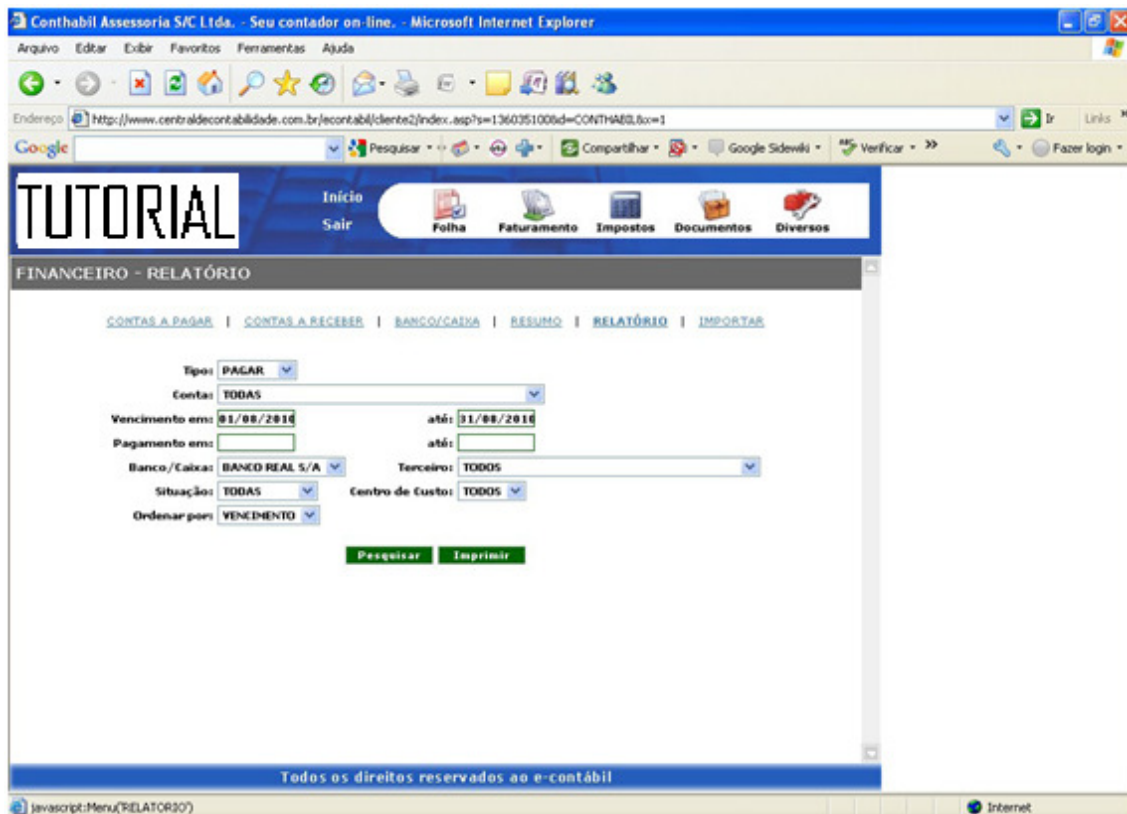 Conthabil Assessoria S/C Ltda. - Seu contador on-line. - Microsoft Internet Explorer
Arquivo Editar Exibir Favoritos Ferramentas Ajuda
Endereço http://www.centraldecontabilidade.com.br/econtabil/cliente2/index.asp?s=136035100&d=CONTHABIL&x=1 Ir Links »
Google Pesquisar Compartilhar Google Sidewiki Verificar » Fazer login
TUTORIAL
Início
Sair
Folha Faturamento Impostos Documentos Diversos
FINANCEIRO - RELATÓRIO
CONTAS A PAGAR | CONTAS A RECEBER | BANCO/CAIXA | RESUMO | RELATÓRIO | IMPORTAR
Tipo: PAGAR
Conta: TODAS
Vencimento em: 01/08/2010 até: 31/08/2010
Pagamento em: até:
Banco/Caixa: BANCO REAL S/A Terceiro: TODOS
Situação: TODAS Centro de Custo: TODOS
Ordenar por: VENCIMENTO
Pesquisar Imprimir
Todos os direitos reservados ao e-contábil
javascript:Menu('RELATORIO') Internet